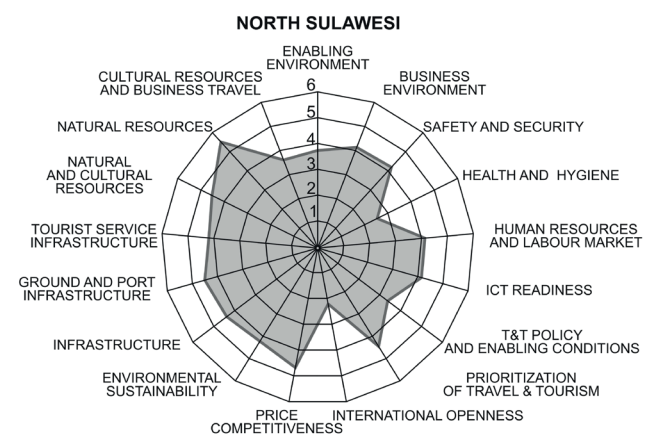 NORTH SULAWESI
ENABLING
ENVIRONMENT
CULTURAL RESOURCES
AND BUSINESS TRAVEL
BUSINESS
ENVIRONMENT
NATURAL RESOURCES
SAFETY AND SECURITY
NATURAL
AND CULTURAL
RESOURCES
HEALTH AND HYGIENE
TOURIST SERVICE
INFRASTRUCTURE
HUMAN RESOURCES
AND LABOUR MARKET
GROUND AND PORT
INFRASTRUCTURE
ICT READINESS
INFRASTRUCTURE
T&T POLICY
AND ENABLING CONDITIONS
ENVIRONMENTAL
SUSTAINABILITY
PRIORITIZATION
OF TRAVEL & TOURISM
PRICE
COMPETITIVENESS
INTERNATIONAL OPENNESS
6
5
4
3
2
1